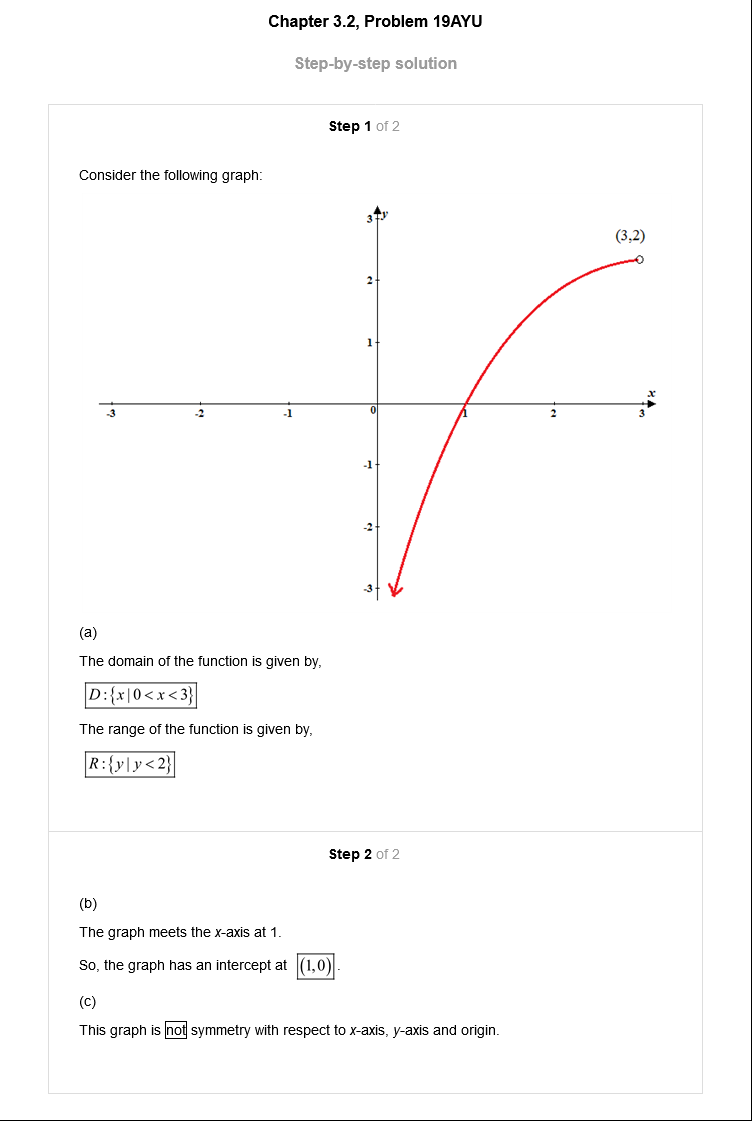 Chapter 3.2, Problem 19AYU
Step-by-step solution
Step 1 of 2
Consider the following graph:
3 y
(3,2)
2
1
x
-3 -2 -1 0 1 2 3
-1
-2
-3
(a)
The domain of the function is given by,
D:{x|0<x<3}
The range of the function is given by,
R:{y|y<2}
Step 2 of 2
(b)
The graph meets the x-axis at 1.
So, the graph has an intercept at (1,0).
(c)
This graph is not symmetry with respect to x-axis, y-axis and origin.